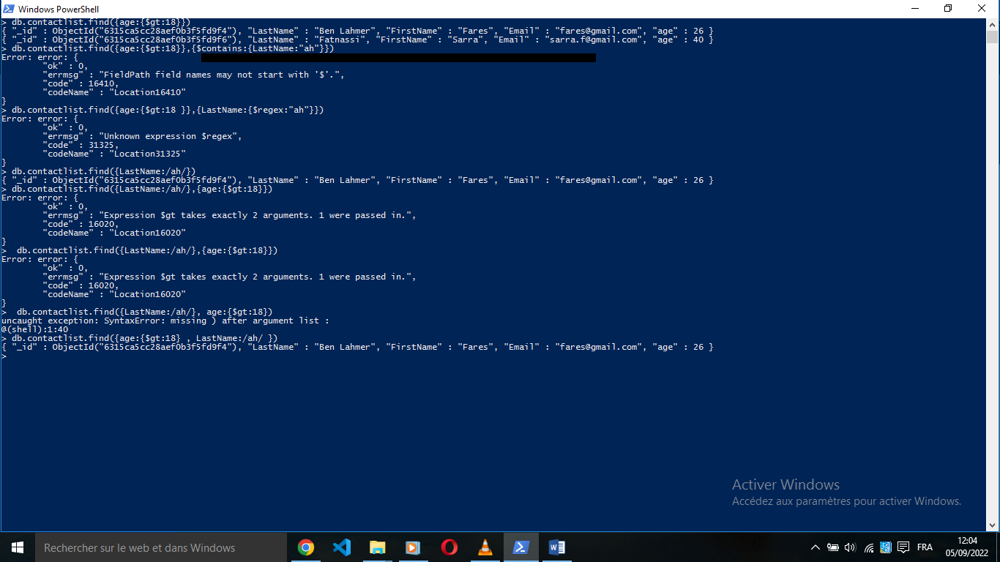 Windows PowerShell
> db.contactlist.find({age:{$gt:18}})
{ "_id" : ObjectId("6315ca5cc28aef0b3f5fd9f4"), "LastName" : "Ben Lahmer", "FirstName" : "Fares", "Email" : "fares@gmail.com", "age" : 26 }
{ "_id" : ObjectId("6315ca5cc28aef0b3f5fd9f6"), "LastName" : "Fatnassi", "FirstName" : "Sarra", "Email" : "sarra.f@gmail.com", "age" : 40 }
> db.contactlist.find({age:{$gt:18}},{$contains:{LastName:"ah"}})
Error: error: {
        "ok" : 0,
        "errmsg" : "FieldPath field names may not start with '$'.",
        "code" : 16410,
        "codeName" : "Location16410"
}
> db.contactlist.find({age:{$gt:18 }},{LastName:{$regex:"ah"}})
Error: error: {
        "ok" : 0,
        "errmsg" : "Unknown expression $regex",
        "code" : 31325,
        "codeName" : "Location31325"
}
> db.contactlist.find({LastName:/ah/})
{ "_id" : ObjectId("6315ca5cc28aef0b3f5fd9f4"), "LastName" : "Ben Lahmer", "FirstName" : "Fares", "Email" : "fares@gmail.com", "age" : 26 }
> db.contactlist.find({LastName:/ah/},{age:{$gt:18}})
Error: error: {
        "ok" : 0,
        "errmsg" : "Expression $gt takes exactly 2 arguments. 1 were passed in.",
        "code" : 16020,
        "codeName" : "Location16020"
}
>  db.contactlist.find({LastName:/ah/},{age:{$gt:18}})
Error: error: {
        "ok" : 0,
        "errmsg" : "Expression $gt takes exactly 2 arguments. 1 were passed in.",
        "code" : 16020,
        "codeName" : "Location16020"
}
>  db.contactlist.find({LastName:/ah/}, age:{$gt:18})
uncaught exception: SyntaxError: missing ) after argument list :
@(shell):1:40
> db.contactlist.find({age:{$gt:18} , LastName:/ah/ })
{ "_id" : ObjectId("6315ca5cc28aef0b3f5fd9f4"), "LastName" : "Ben Lahmer", "FirstName" : "Fares", "Email" : "fares@gmail.com", "age" : 26 }
>
Activer Windows
Accédez aux paramètres pour activer Windows.
Rechercher sur le web et dans Windows
FRA
12:04
05/09/2022